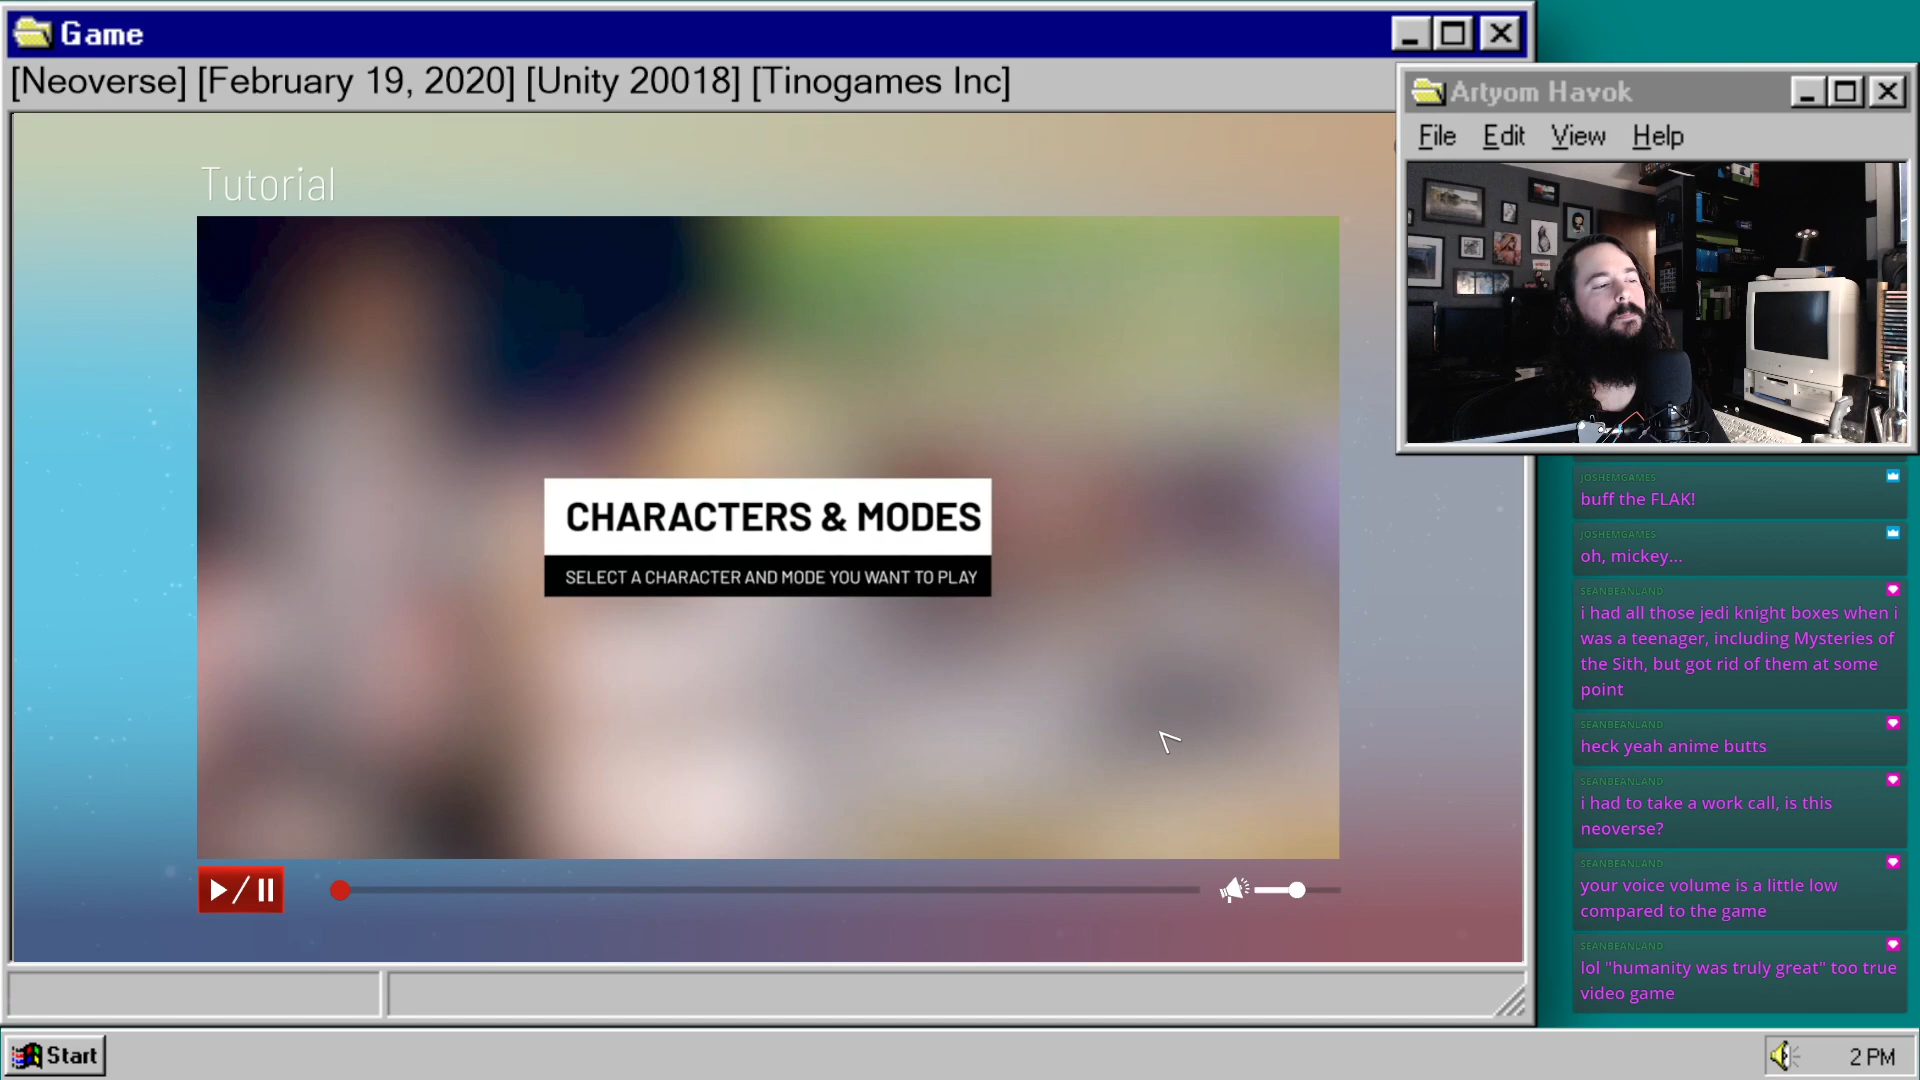 Game
[Neoverse] [February 19, 2020] [Unity 20018] [Tinogames Inc]
Artyom Havok
File Edit View Help
Tutorial
CHARACTERS & MODES
SELECT A CHARACTER AND MODE YOU WANT TO PLAY
JOSHEMGAMES
buff the FLAK!
JOSHEMGAMES
oh, mickey...
SEANBEANLAND
i had all those jedi knight boxes when i
was a teenager, including Mysteries of
the Sith, but got rid of them at some
point
SEANBEANLAND
heck yeah anime butts
SEANBEANLAND
i had to take a work call, is this
neoverse?
SEANBEANLAND
your voice volume is a little low
compared to the game
SEANBEANLAND
lol "humanity was truly great" too true
video game
Start
2 PM